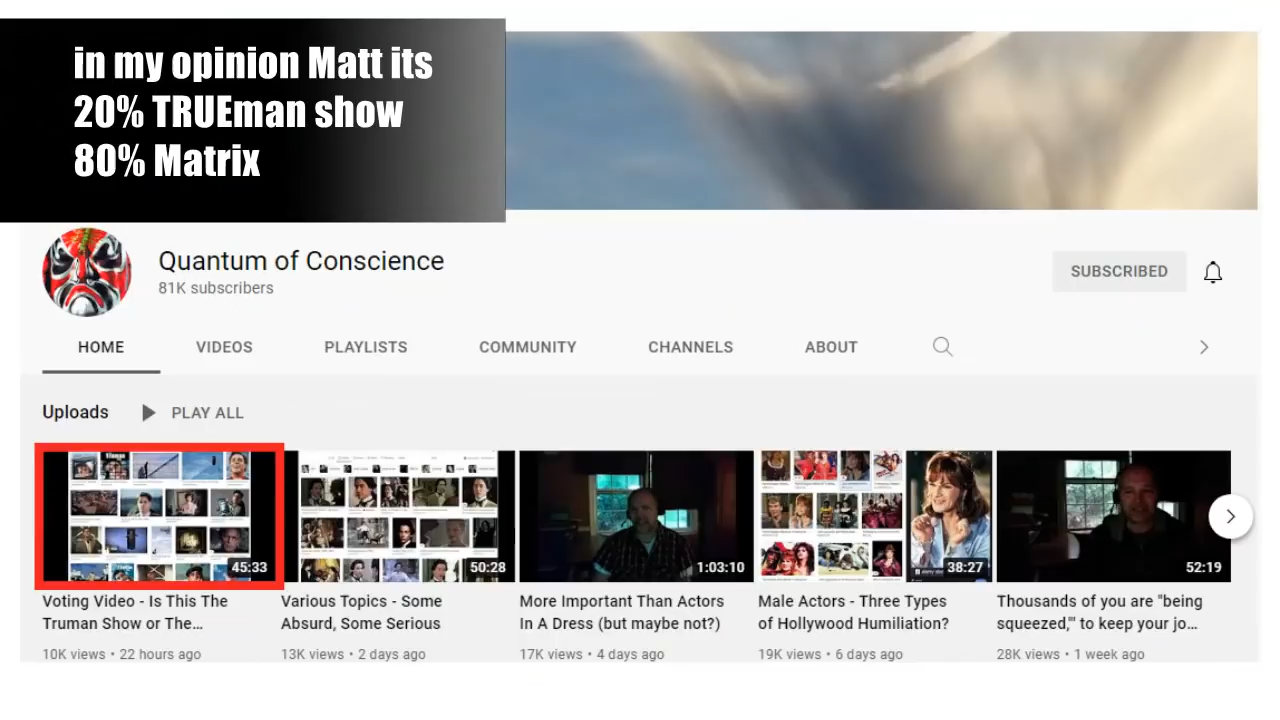 in my opinion Matt its
20% TRUEman show
80% Matrix
Quantum of Conscience
81K subscribers
SUBSCRIBED
HOME VIDEOS PLAYLISTS COMMUNITY CHANNELS ABOUT
Uploads PLAY ALL
45:33 50:28 1:03:10 38:27 52:19
Voting Video - Is This The
Truman Show or The...
10K views • 22 hours ago
Various Topics - Some
Absurd, Some Serious
13K views • 2 days ago
More Important Than Actors
In A Dress (but maybe not?)
17K views • 4 days ago
Male Actors - Three Types
of Hollywood Humiliation?
19K views • 6 days ago
Thousands of you are "being
squeezed,'" to keep your jo...
28K views • 1 week ago